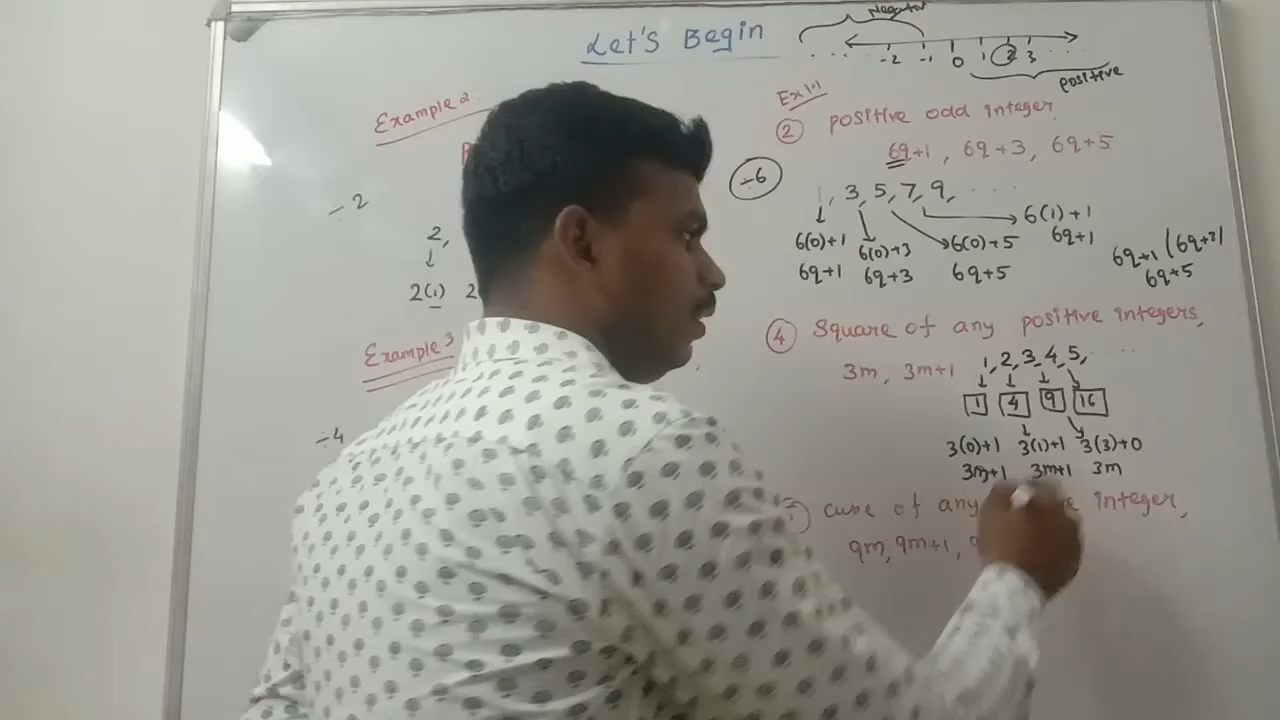 Let's Begin
Negative
. . . -2 -1 0 1 2 3 . . .
positive
Example 2.
÷2
2,
↓
2(1) 2
Example 3
÷4
Ex 1.1
② positive odd integer
6q+1, 6q+3, 6q+5
÷6
1, 3, 5, 7, 9, . . . .
6(0)+1 6(0)+3 6(0)+5 6(1)+1
6q+1 6q+3 6q+5 6q+1
6q+1 (6q+3)
6q+5
④ Square of any positive integers,
3m, 3m+1
1, 2, 3, 4, 5, . . .
1 4 9 16
3(0)+1 3(1)+1 3(3)+0
3m+1 3m+1 3m
cube of any integer,
9m, 9m+1,